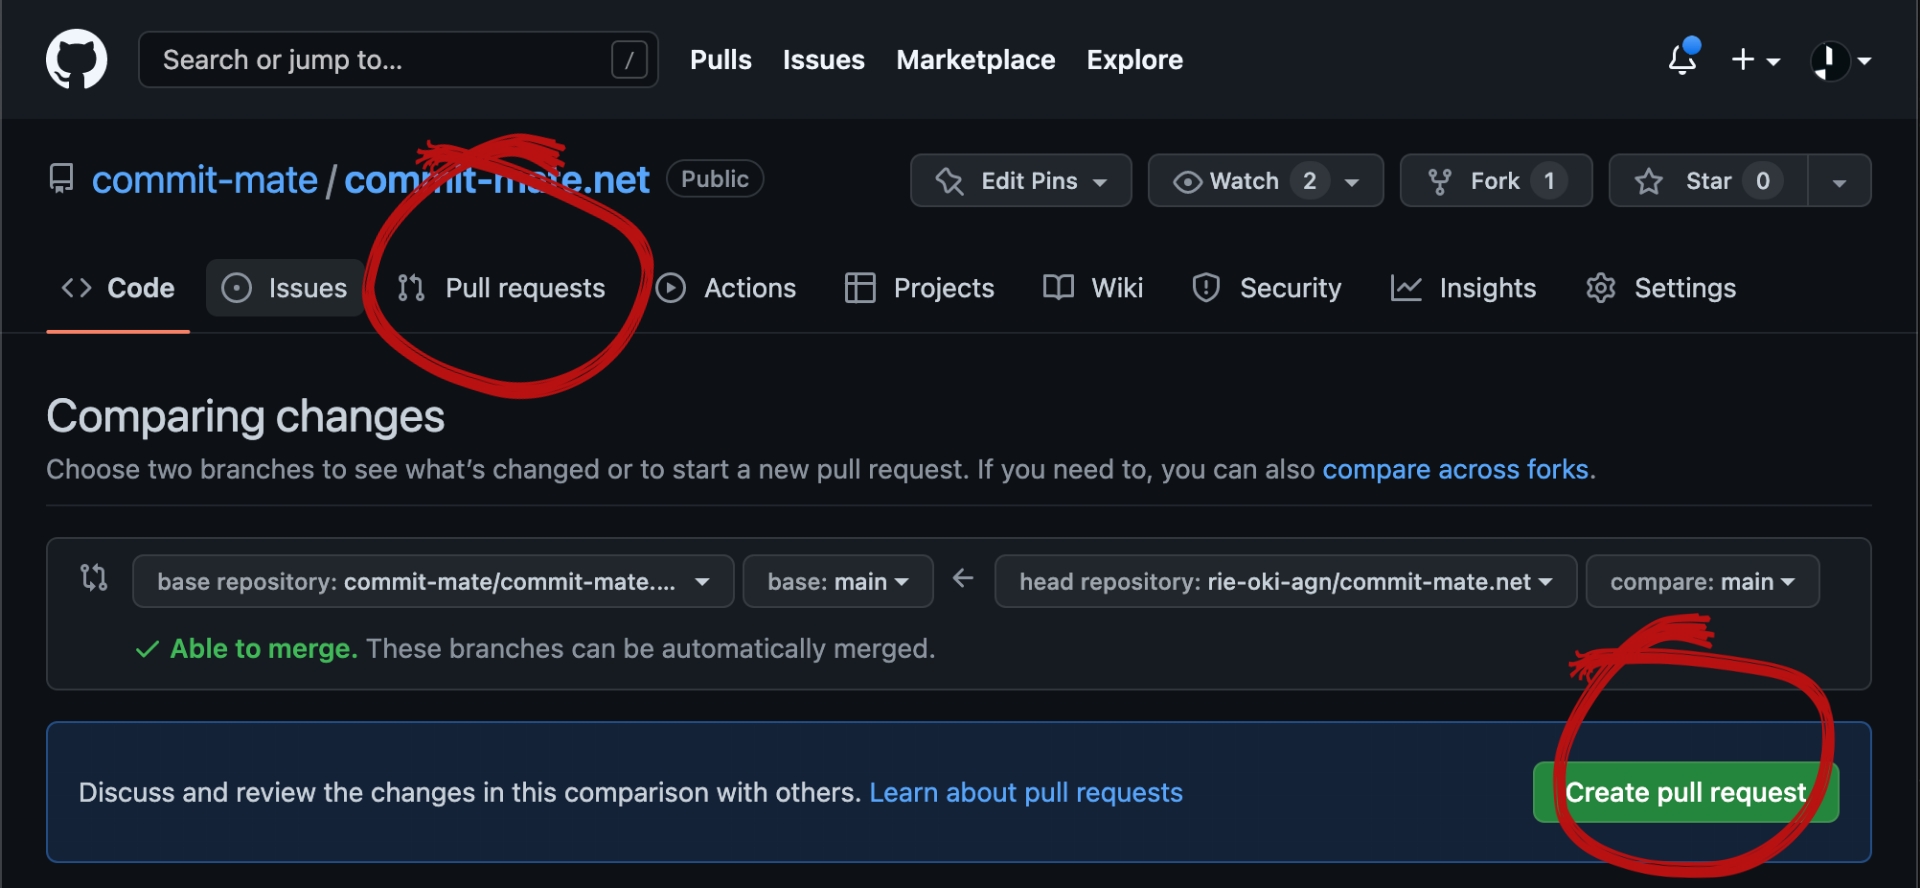 Search or jump to... / Pulls Issues Marketplace Explore
commit-mate / commit-mate.net Public Edit Pins Watch 2 Fork 1 Star 0
Code Issues Pull requests Actions Projects Wiki Security Insights Settings
Comparing changes
Choose two branches to see what's changed or to start a new pull request. If you need to, you can also compare across forks.
base repository: commit-mate/commit-mate.... base: main ← head repository: rie-oki-agn/commit-mate.net compare: main
✓ Able to merge. These branches can be automatically merged.
Discuss and review the changes in this comparison with others. Learn about pull requests Create pull request